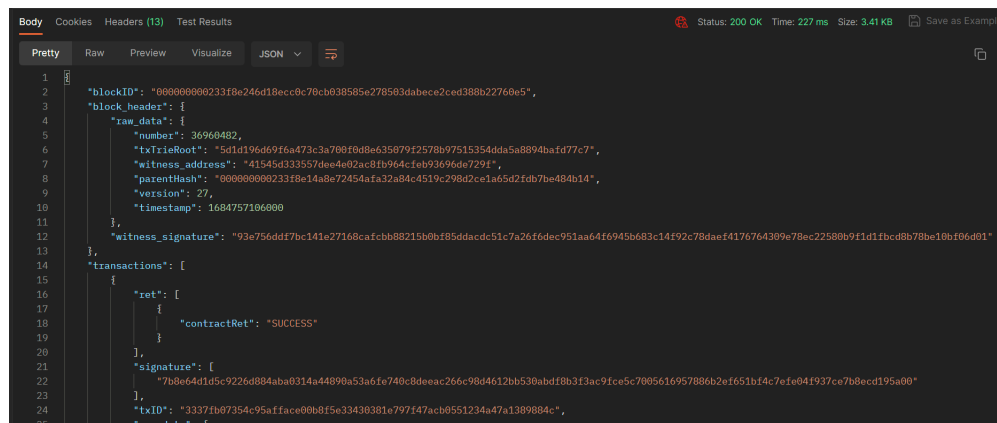 Body Cookies Headers (13) Test Results Status: 200 OK Time: 227 ms Size: 3.41 KB Save as Exampl
Pretty Raw Preview Visualize JSON
1 {
2 "blockID": "000000000233f8e246d18ecc0c70cb038585e278503dabece2ced388b22760e5",
3 "block_header": {
4 "raw_data": {
5 "number": 36960482,
6 "txTrieRoot": "5d1d196d69f6a473c3a700f0d8e635079f2578b97515354dda5a8894bafd77c7",
7 "witness_address": "41545d333557dee4e02ac8fb964cfeb93696de729f",
8 "parentHash": "000000000233f8e14a8e72454afa32a84c4519c298d2ce1a65d2fdb7be484b14",
9 "version": 27,
10 "timestamp": 1684757106000
11 },
12 "witness_signature": "93e756ddf7bc141e27168cafcbb88215b0bf85ddacdc51c7a26f6dec951aa64f6945b683c14f92c78daef4176764309e78ec22580b9f1d1fbcd8b78be10bf06d01"
13 },
14 "transactions": [
15 {
16 "ret": [
17 {
18 "contractRet": "SUCCESS"
19 }
20 ],
21 "signature": [
22 "7b8e64d1d5c9226d884aba0314a44890a53a6fe740c8deeac266c98d4612bb530abdf8b3f3ac9fce5c7005616957886b2ef651bf4c7efe04f937ce7b8ecd195a00"
23 ],
24 "txID": "3337fb07354c95afface00b8f5e33430381e797f47acb0551234a47a1389884c",